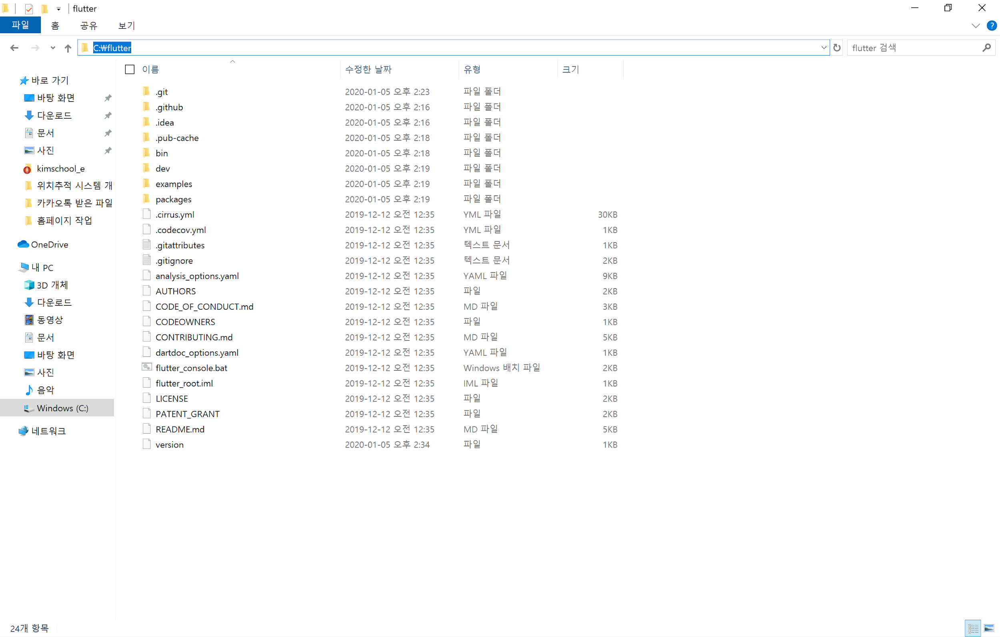 flutter
파일 홈 공유 보기
C:₩flutter
flutter 검색
이름 수정한 날짜 유형 크기
바로 가기
바탕 화면
다운로드
문서
사진
kimschool_e
위치추적 시스템 개
카카오톡 받은 파일
홈페이지 작업
OneDrive
내 PC
3D 개체
다운로드
동영상
문서
바탕 화면
사진
음악
Windows (C:)
네트워크
.git 2020-01-05 오후 2:23 파일 폴더
.github 2020-01-05 오후 2:16 파일 폴더
.idea 2020-01-05 오후 2:16 파일 폴더
.pub-cache 2020-01-05 오후 2:18 파일 폴더
bin 2020-01-05 오후 2:18 파일 폴더
dev 2020-01-05 오후 2:19 파일 폴더
examples 2020-01-05 오후 2:19 파일 폴더
packages 2020-01-05 오후 2:19 파일 폴더
.cirrus.yml 2019-12-12 오전 12:35 YML 파일 30KB
.codecov.yml 2019-12-12 오전 12:35 YML 파일 1KB
.gitattributes 2019-12-12 오전 12:35 텍스트 문서 1KB
.gitignore 2019-12-12 오전 12:35 텍스트 문서 2KB
analysis_options.yaml 2019-12-12 오전 12:35 YAML 파일 9KB
AUTHORS 2019-12-12 오전 12:35 파일 2KB
CODE_OF_CONDUCT.md 2019-12-12 오전 12:35 MD 파일 3KB
CODEOWNERS 2019-12-12 오전 12:35 파일 1KB
CONTRIBUTING.md 2019-12-12 오전 12:35 MD 파일 5KB
dartdoc_options.yaml 2019-12-12 오전 12:35 YAML 파일 1KB
flutter_console.bat 2019-12-12 오전 12:35 Windows 배치 파일 2KB
flutter_root.iml 2019-12-12 오전 12:35 IML 파일 1KB
LICENSE 2019-12-12 오전 12:35 파일 2KB
PATENT_GRANT 2019-12-12 오전 12:35 파일 2KB
README.md 2019-12-12 오전 12:35 MD 파일 5KB
version 2020-01-05 오후 2:34 파일 1KB
24개 항목